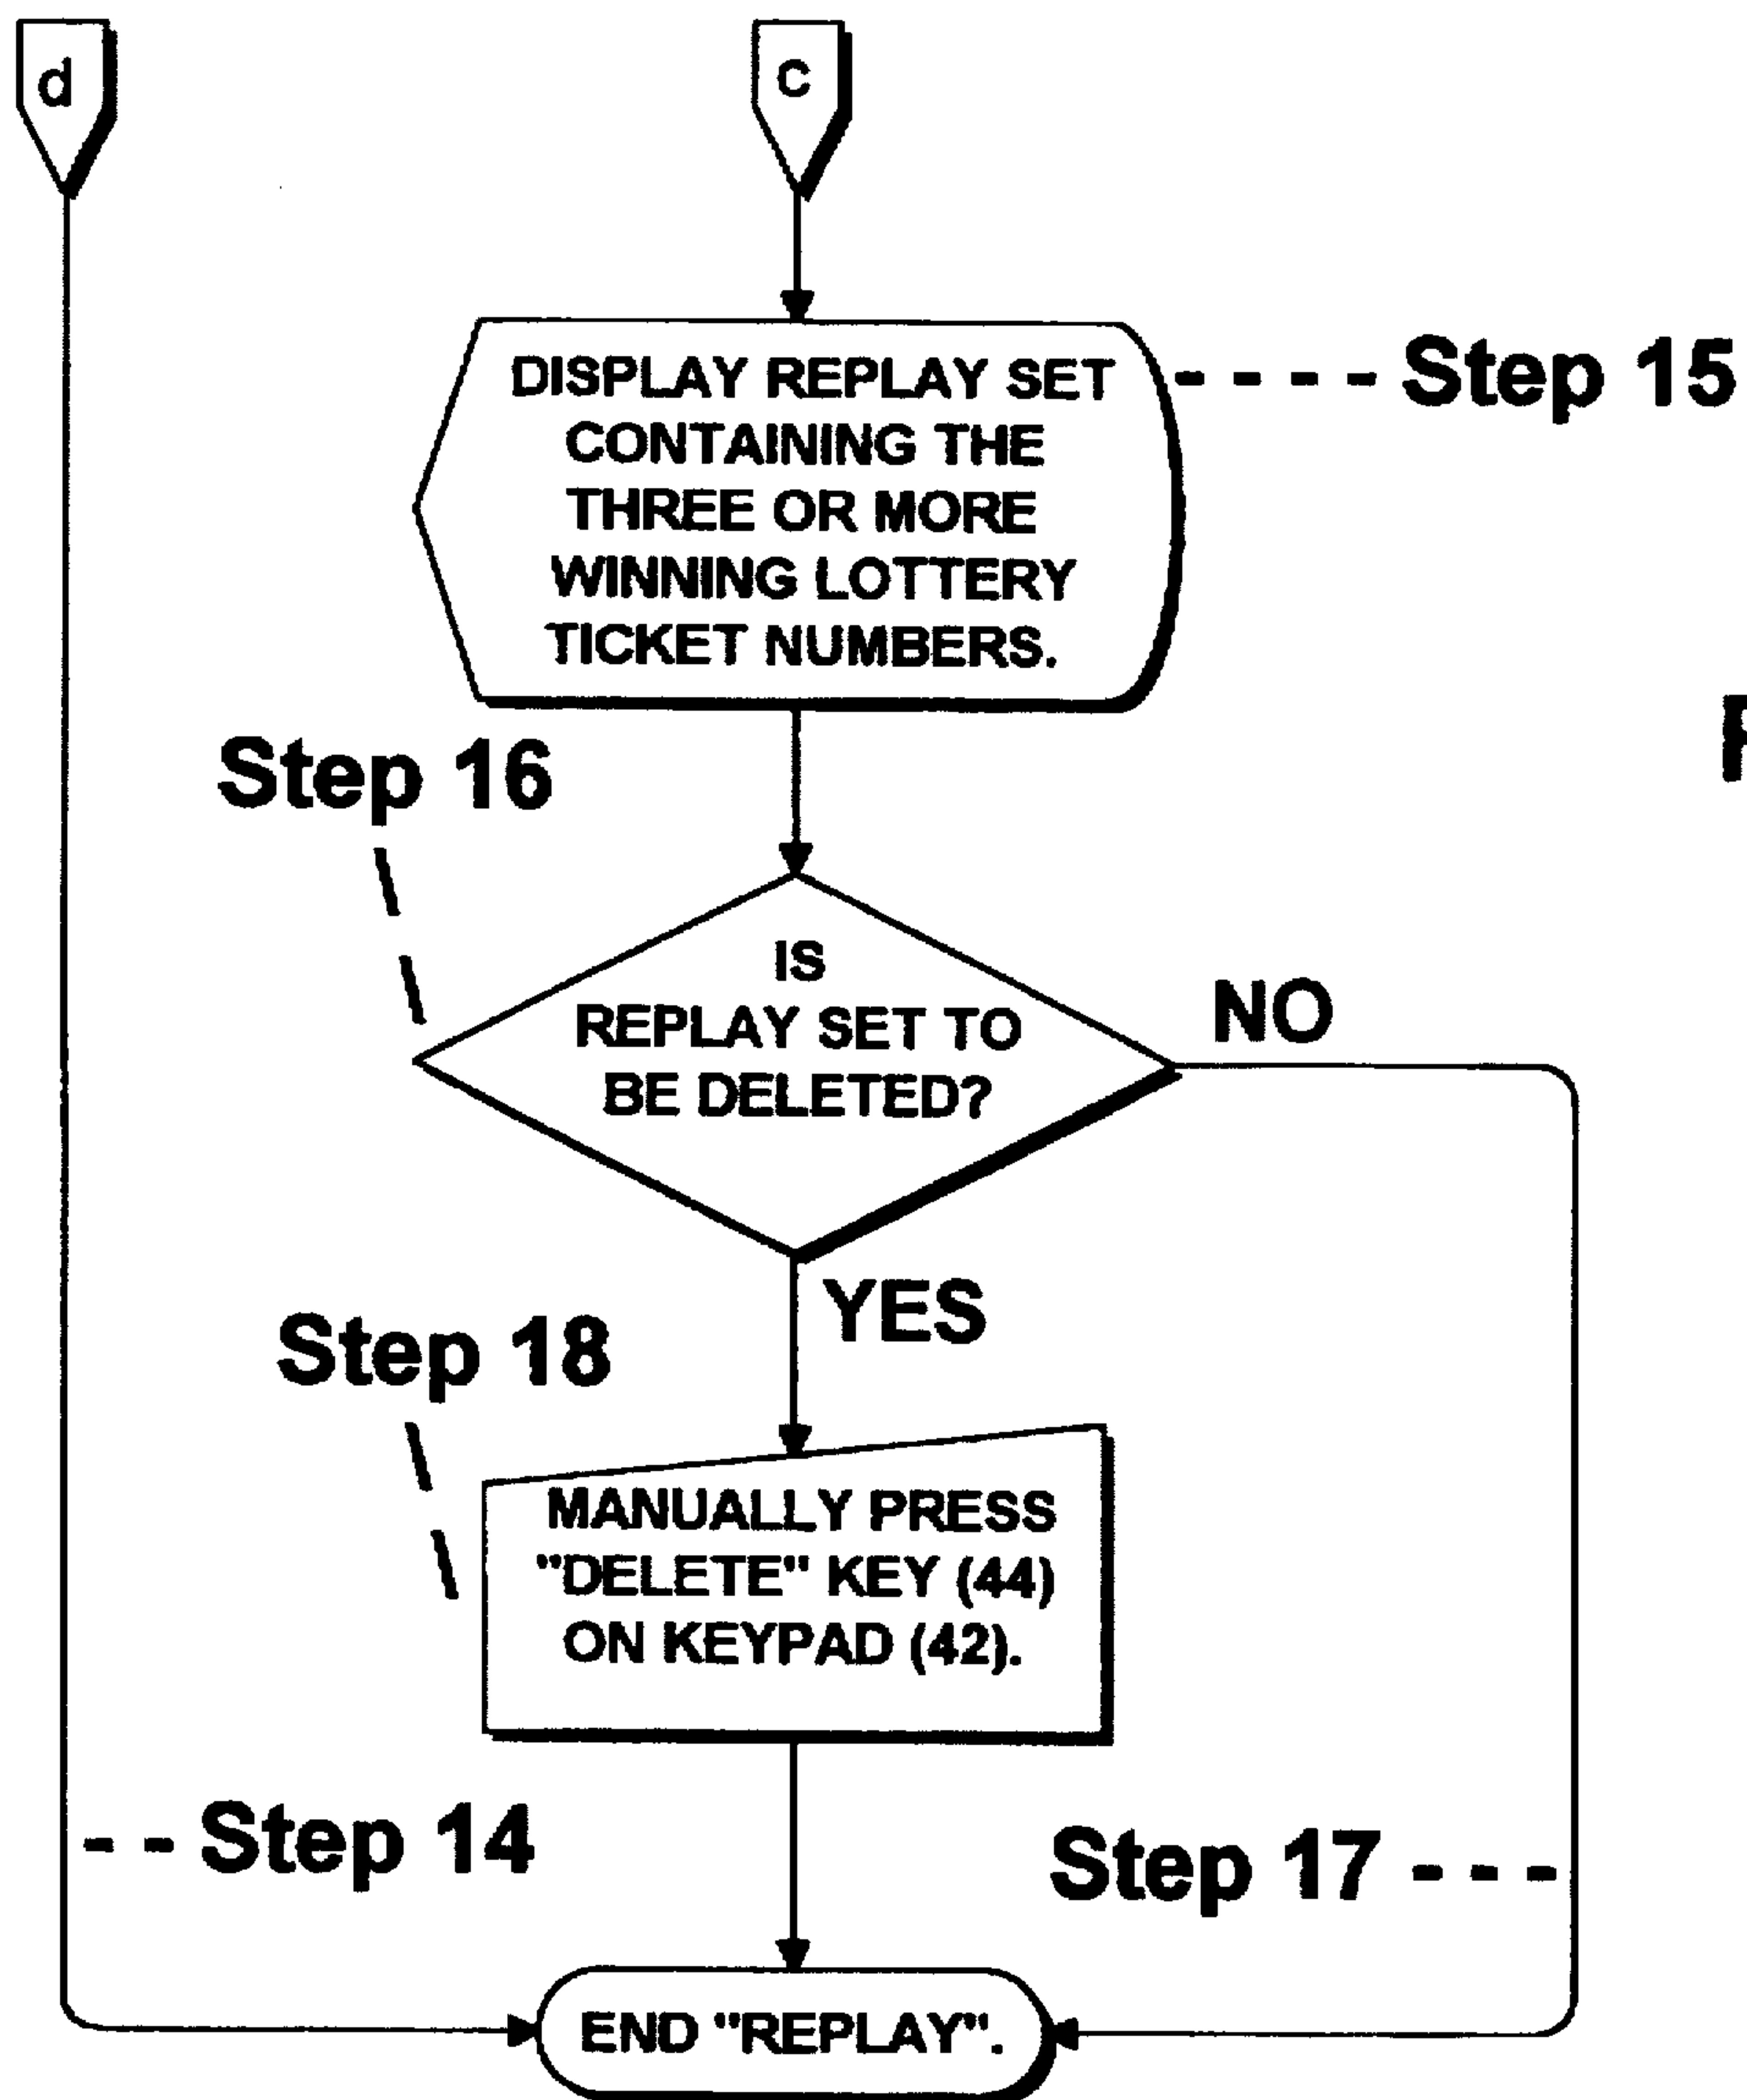 d
c
DISPLAY REPLAY SET
CONTAINING THE
THREE OR MORE
WINNING LOTTERY
TICKET NUMBERS.
Step 15
Step 16
IS
REPLAY SET TO
BE DELETED?
NO
YES
Step 18
MANUALLY PRESS
"DELETE" KEY (44)
ON KEYPAD (42).
Step 14
Step 17
END "REPLAY".